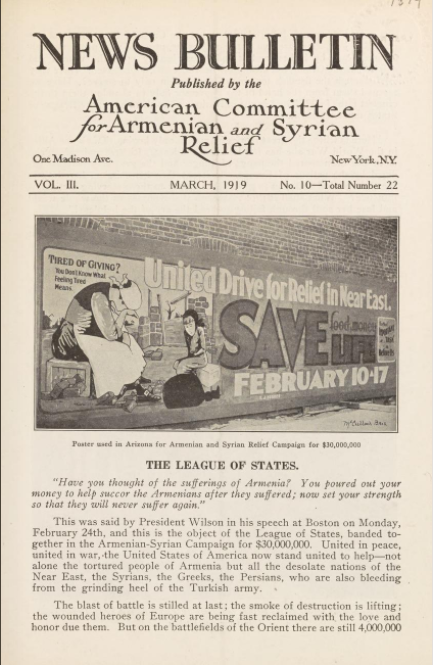 1919
NEWS BULLETIN
Published by the
American Committee
for Armenian and Syrian
Relief
One Madison Ave.
New York, N.Y.
VOL. III.
MARCH, 1919
No. 10—Total Number 22
TIRED OF GIVING?
You Don't Know What
Feeling Tired
Means
United Drive for Relief in Near East.
SAVE
food money
LIFE
FEBRUARY 10-17
Poster used in Arizona for Armenian and Syrian Relief Campaign for $30,000,000
THE LEAGUE OF STATES.
"Have you thought of the sufferings of Armenia? You poured out your
money to help succor the Armenians after they suffered; now set your strength
so that they will never suffer again."
This was said by President Wilson in his speech at Boston on Monday,
February 24th, and this is the object of the League of States, banded to-
gether in the Armenian-Syrian Campaign for $30,000,000. United in peace,
united in war, the United States of America now stand united to help—not
alone the tortured people of Armenia but all the desolate nations of the
Near East, the Syrians, the Greeks, the Persians, who are also bleeding
from the grinding heel of the Turkish army.
The blast of battle is stilled at last; the smoke of destruction is lifting;
the wounded heroes of Europe are being fast reclaimed with the love and
honor due them. But on the battlefields of the Orient there are still 4,000,000